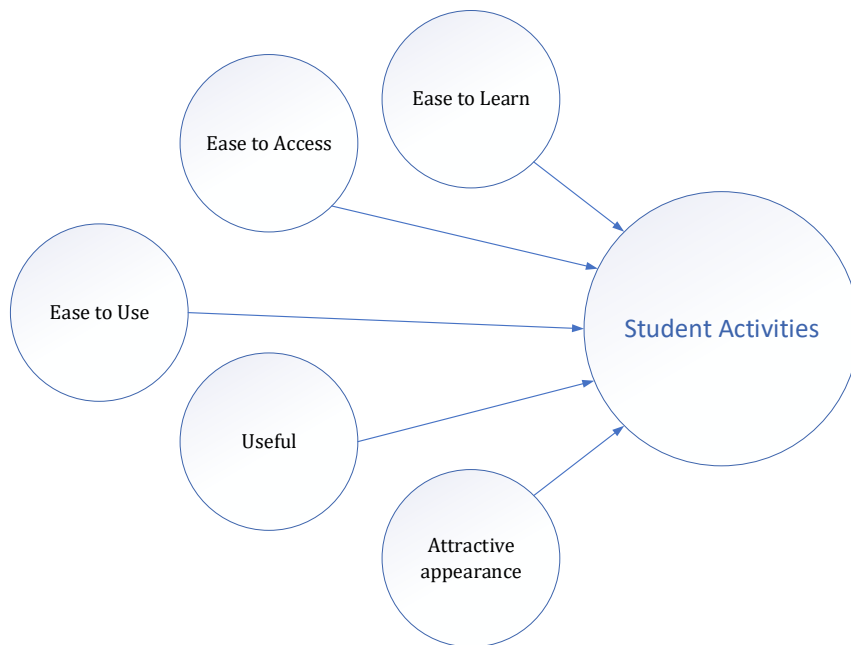 Ease to Learn
Ease to Access
Ease to Use
Student Activities
Useful
Attractive
appearance